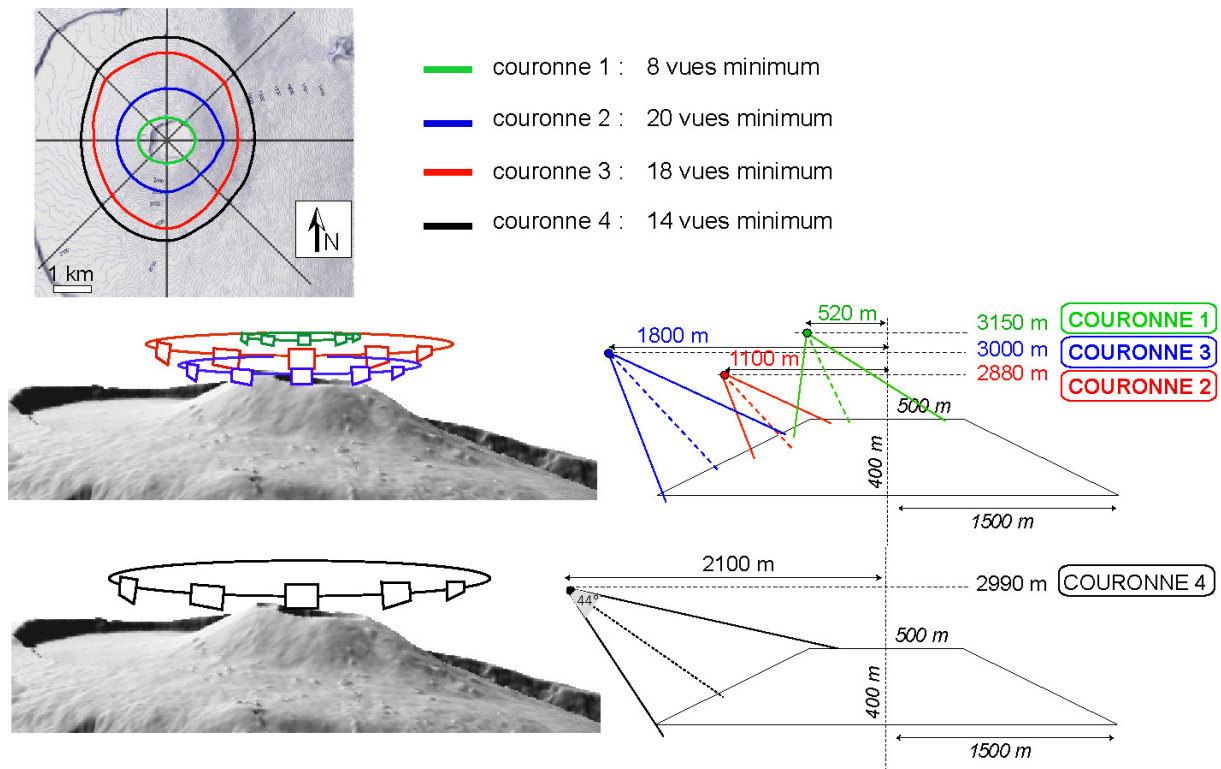 couronne 1 : 8 vues minimum
couronne 2 : 20 vues minimum
couronne 3 : 18 vues minimum
couronne 4 : 14 vues minimum
N
1 km
520 m
3150 m COURONNE 1
1800 m
3000 m COURONNE 3
1100 m
2880 m COURONNE 2
500 m
400 m
1500 m
2100 m
2990 m COURONNE 4
44°
500 m
400 m
1500 m